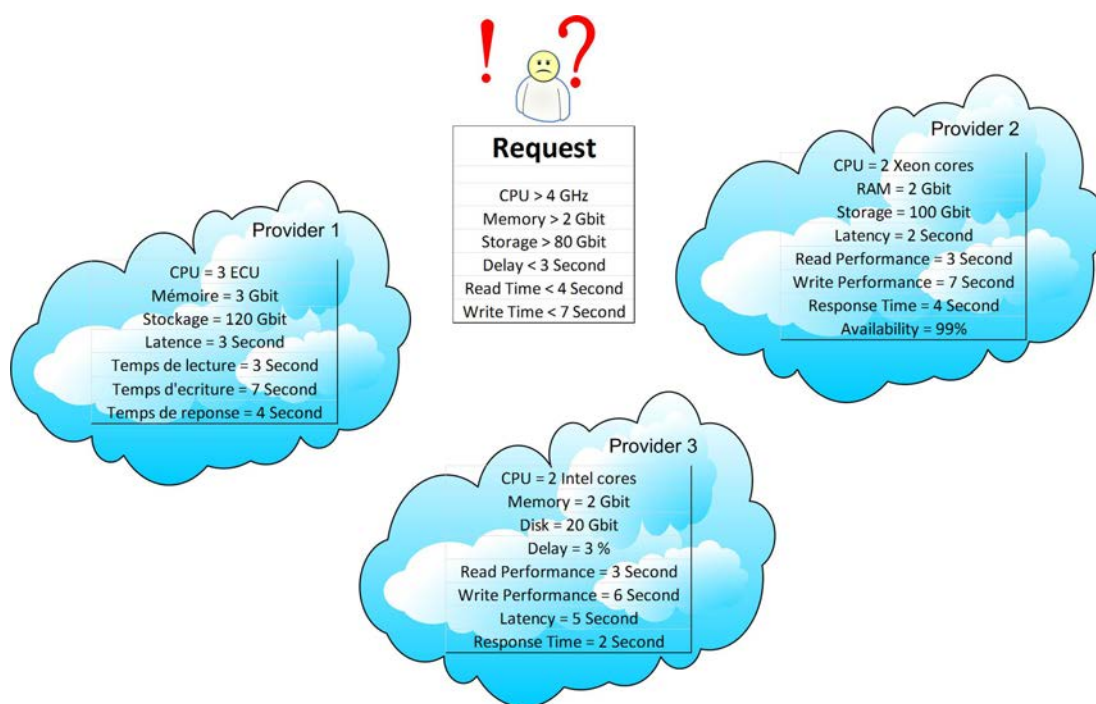 ! ?
Request
CPU > 4 GHz
Memory > 2 Gbit
Storage > 80 Gbit
Delay < 3 Second
Read Time < 4 Second
Write Time < 7 Second
Provider 1
CPU = 3 ECU
Mémoire = 3 Gbit
Stockage = 120 Gbit
Latence = 3 Second
Temps de lecture = 3 Second
Temps d'ecriture = 7 Second
Temps de reponse = 4 Second
Provider 2
CPU = 2 Xeon cores
RAM = 2 Gbit
Storage = 100 Gbit
Latency = 2 Second
Read Performance = 3 Second
Write Performance = 7 Second
Response Time = 4 Second
Availability = 99%
Provider 3
CPU = 2 Intel cores
Memory = 2 Gbit
Disk = 20 Gbit
Delay = 3 %
Read Performance = 3 Second
Write Performance = 6 Second
Latency = 5 Second
Response Time = 2 Second